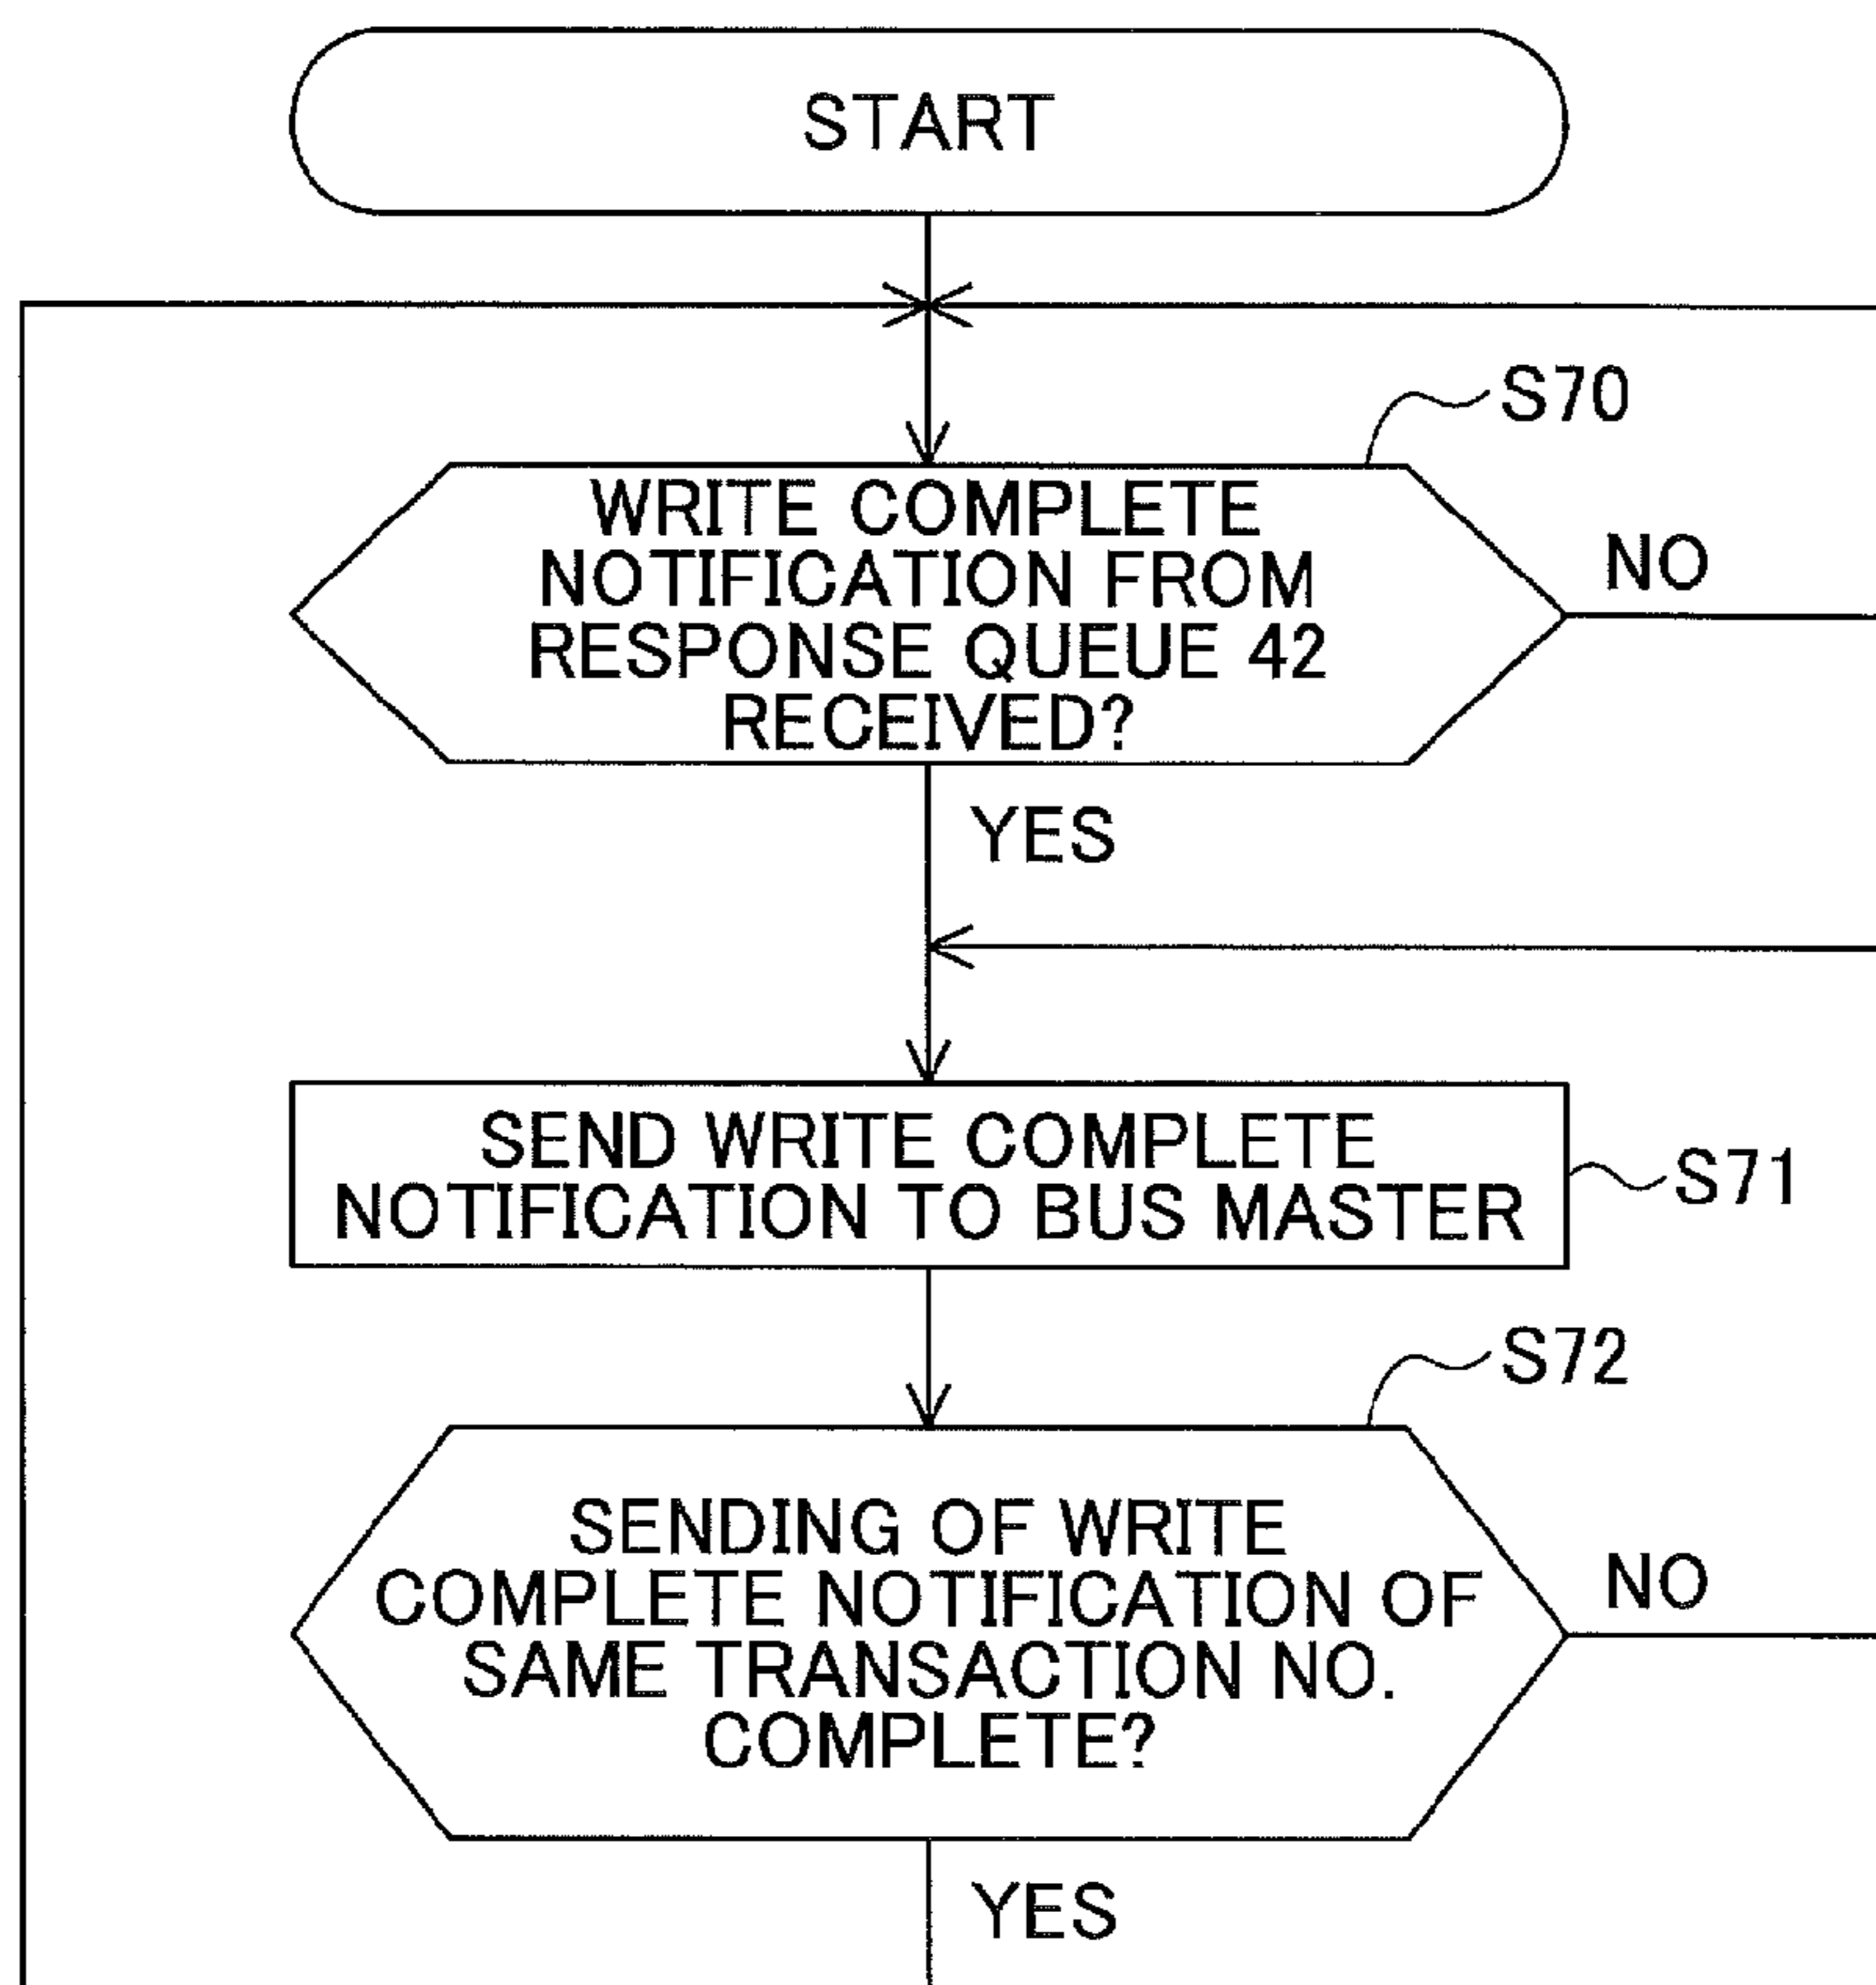 START
S70
WRITE COMPLETE
NOTIFICATION FROM
RESPONSE QUEUE 42
RECEIVED?
NO
YES
SEND WRITE COMPLETE
NOTIFICATION TO BUS MASTER
S71
S72
SENDING OF WRITE
COMPLETE NOTIFICATION OF
SAME TRANSACTION NO.
COMPLETE?
NO
YES